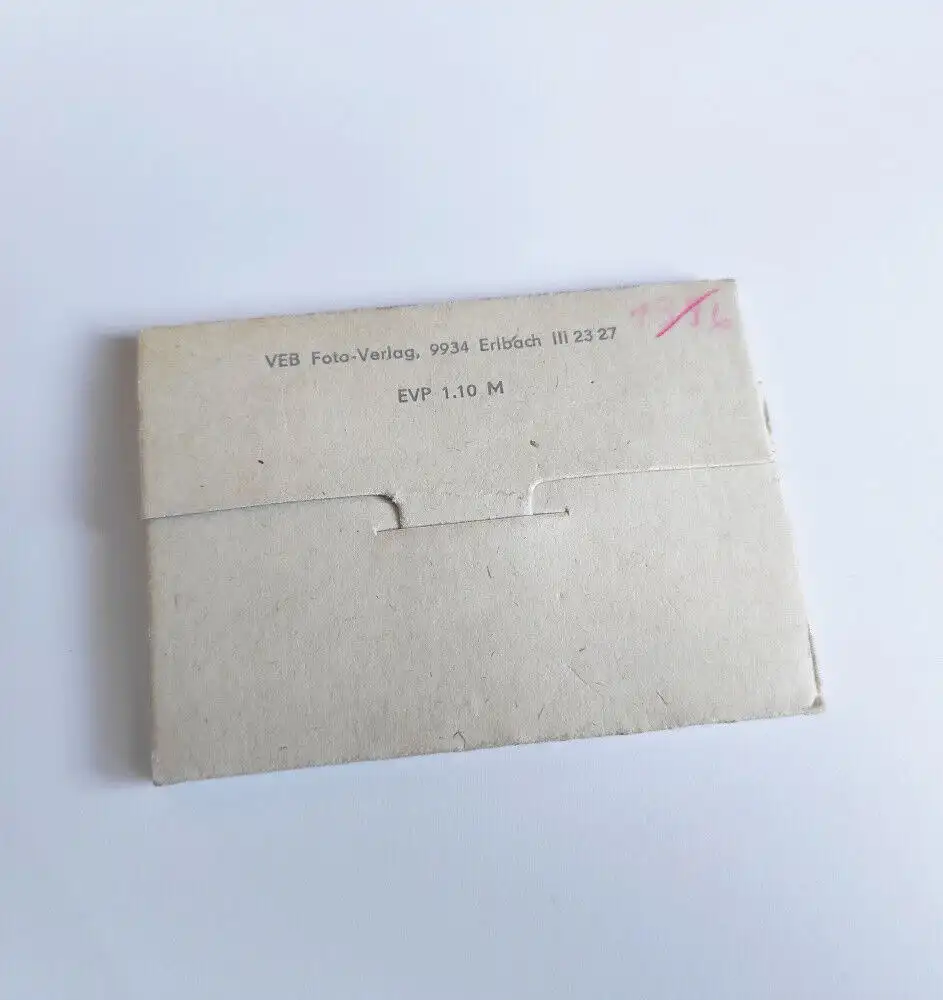 VEB Foto-Verlag, 9934 Erlbach III 23 27
EVP 1.10 M